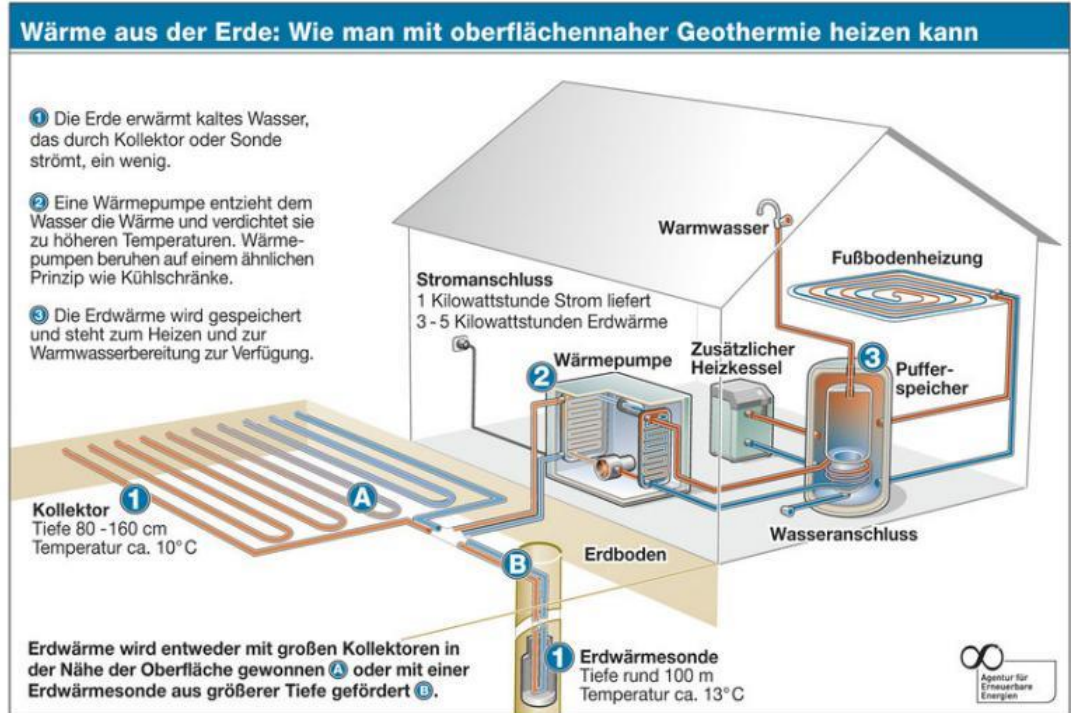 Wärme aus der Erde: Wie man mit oberflächennaher Geothermie heizen kann
1 Die Erde erwärmt kaltes Wasser,
das durch Kollektor oder Sonde
strömt, ein wenig.
2 Eine Wärmepumpe entzieht dem
Wasser die Wärme und verdichtet sie
zu höheren Temperaturen. Wärme-
pumpen beruhen auf einem ähnlichen
Prinzip wie Kühlschränke.
3 Die Erdwärme wird gespeichert
und steht zum Heizen und zur
Warmwasserbereitung zur Verfügung.
Warmwasser
Fußbodenheizung
Stromanschluss
1 Kilowattstunde Strom liefert
3 - 5 Kilowattstunden Erdwärme
2
Wärmepumpe
Zusätzlicher
Heizkessel
3
Puffer-
speicher
Wasseranschluss
Kollektor
Tiefe 80 - 160 cm
Temperatur ca. 10°C
1
A
B
Erdboden
Erdwärme wird entweder mit großen Kollektoren in
der Nähe der Oberfläche gewonnen A oder mit einer
Erdwärmesonde aus größerer Tiefe gefördert B.
1
Erdwärmesonde
Tiefe rund 100 m
Temperatur ca. 13°C
Agentur für
Erneuerbare
Energien